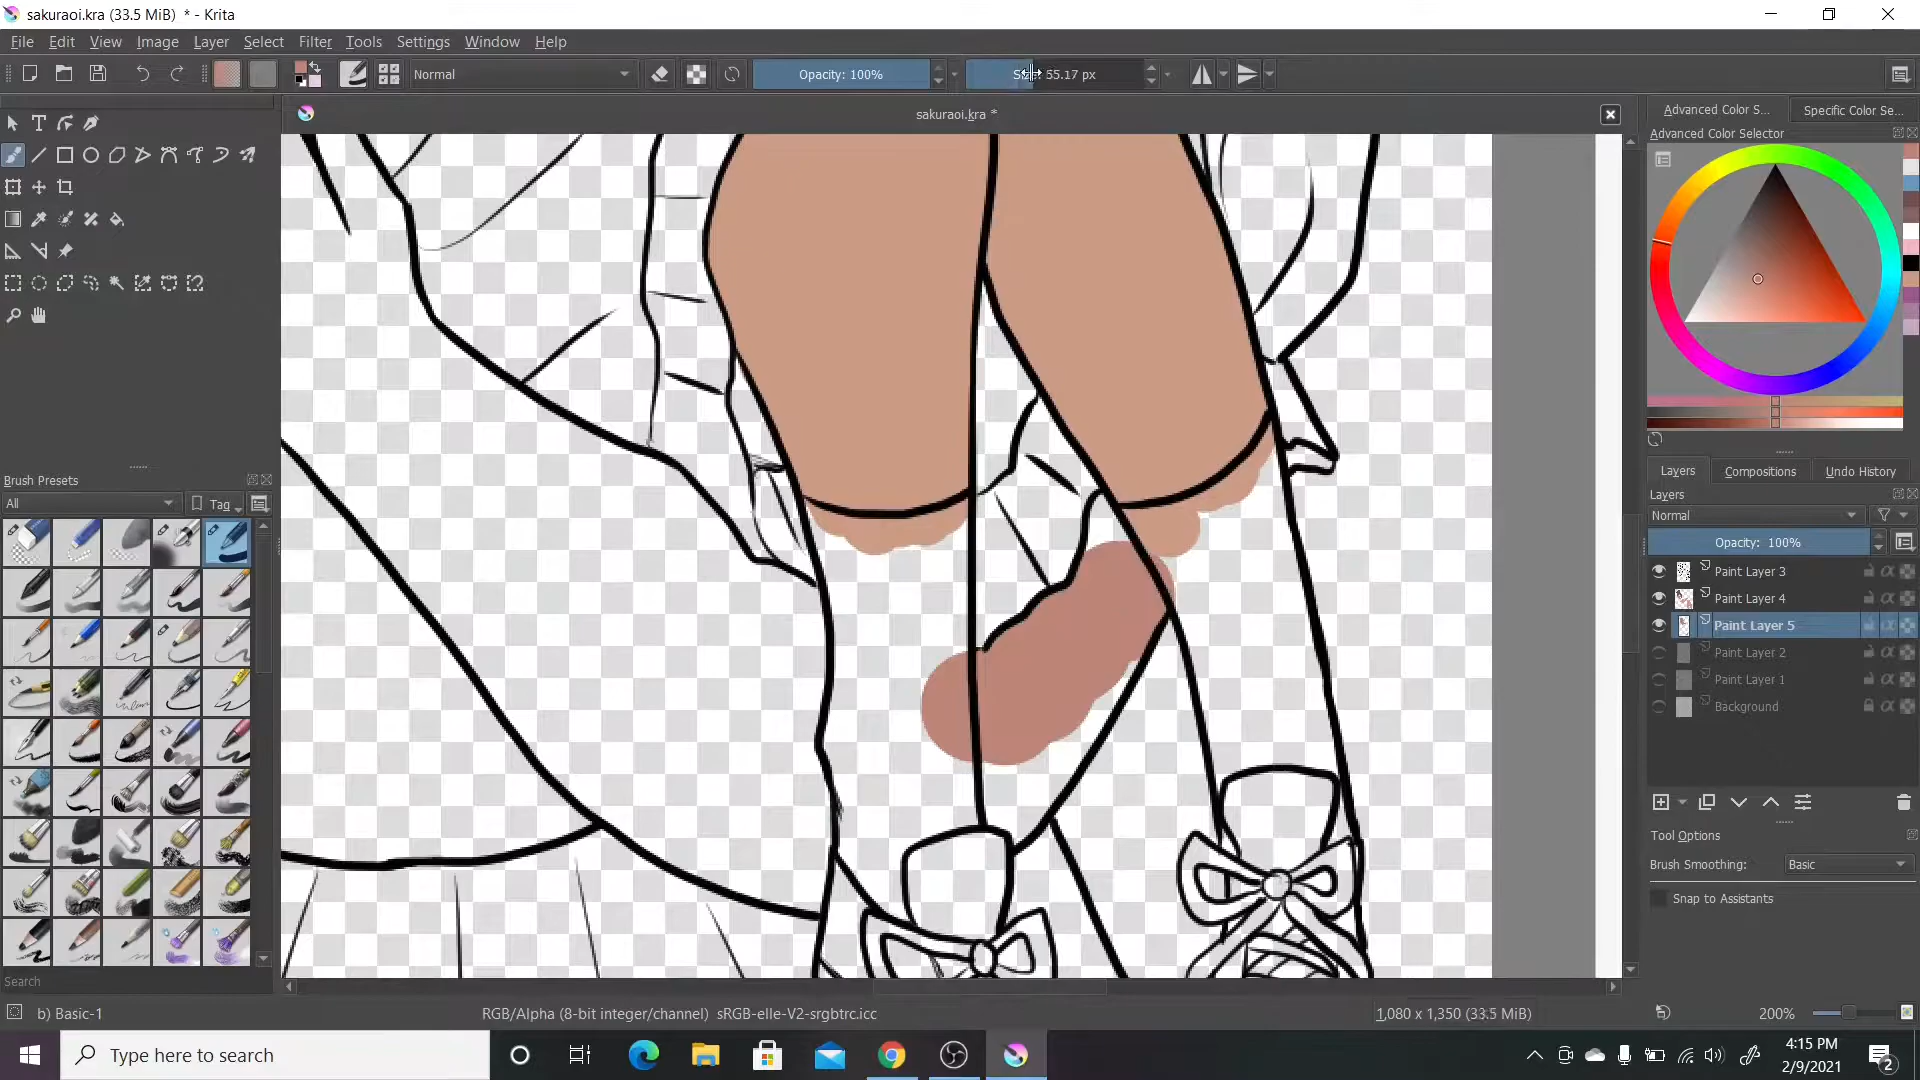 sakuraoi.kra (33.5 MiB) * - Krita
File Edit View Image Layer Select Filter Tools Settings Window Help
Normal Opacity: 100% 55.17 px
sakuraoi.kra *
Advanced Color S... Specific Color Se...
Advanced Color Selector
Brush Presets
All Tag
Layers Compositions Undo History
Layers
Normal
Opacity: 100%
Paint Layer 3
Paint Layer 4
Paint Layer 5
Paint Layer 2
Paint Layer 1
Background
Tool Options
Brush Smoothing: Basic
Snap to Assistants
Search
b) Basic-1 RGB/Alpha (8-bit integer/channel) sRGB-elle-V2-srgbtrc.icc 1,080 x 1,350 (33.5 MiB) 200%
Type here to search
4:15 PM
2/9/2021
2